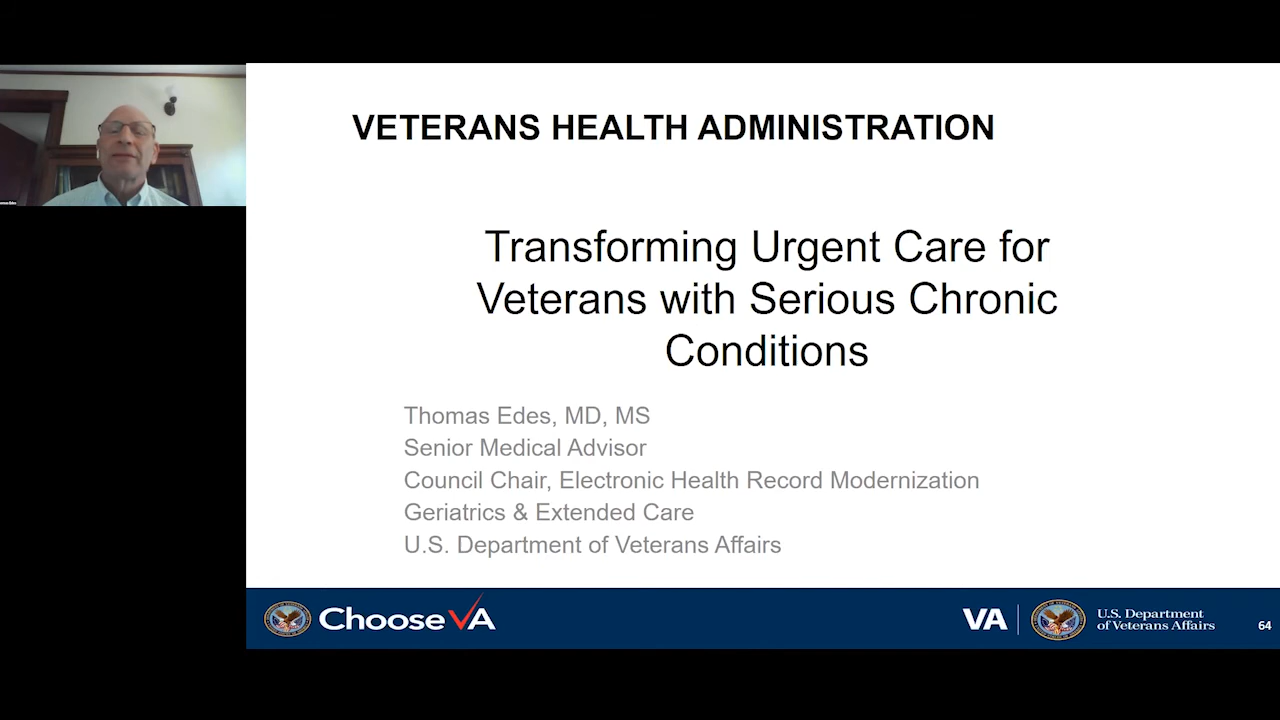 VETERANS HEALTH ADMINISTRATION
Transforming Urgent Care for
Veterans with Serious Chronic
Conditions
Thomas Edes, MD, MS
Senior Medical Advisor
Council Chair, Electronic Health Record Modernization
Geriatrics & Extended Care
U.S. Department of Veterans Affairs
Choose VA
VA
U.S. Department
of Veterans Affairs
64